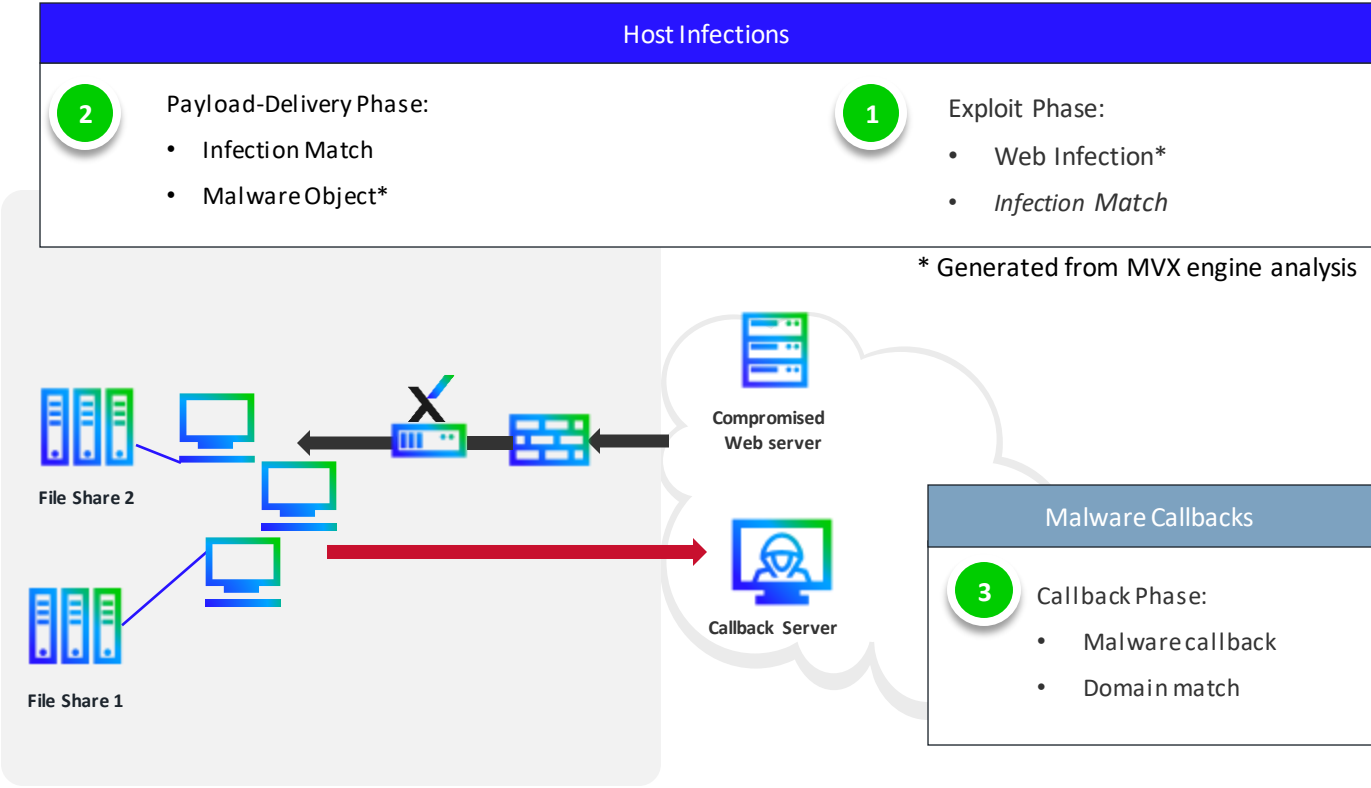 Host Infections
2
Payload-Delivery Phase:
• Infection Match
• Malware Object*
1
Exploit Phase:
• Web Infection*
• Infection Match
* Generated from MVX engine analysis
Compromised
Web server
File Share 2
Callback Server
File Share 1
Malware Callbacks
3
Callback Phase:
• Malware callback
• Domain match